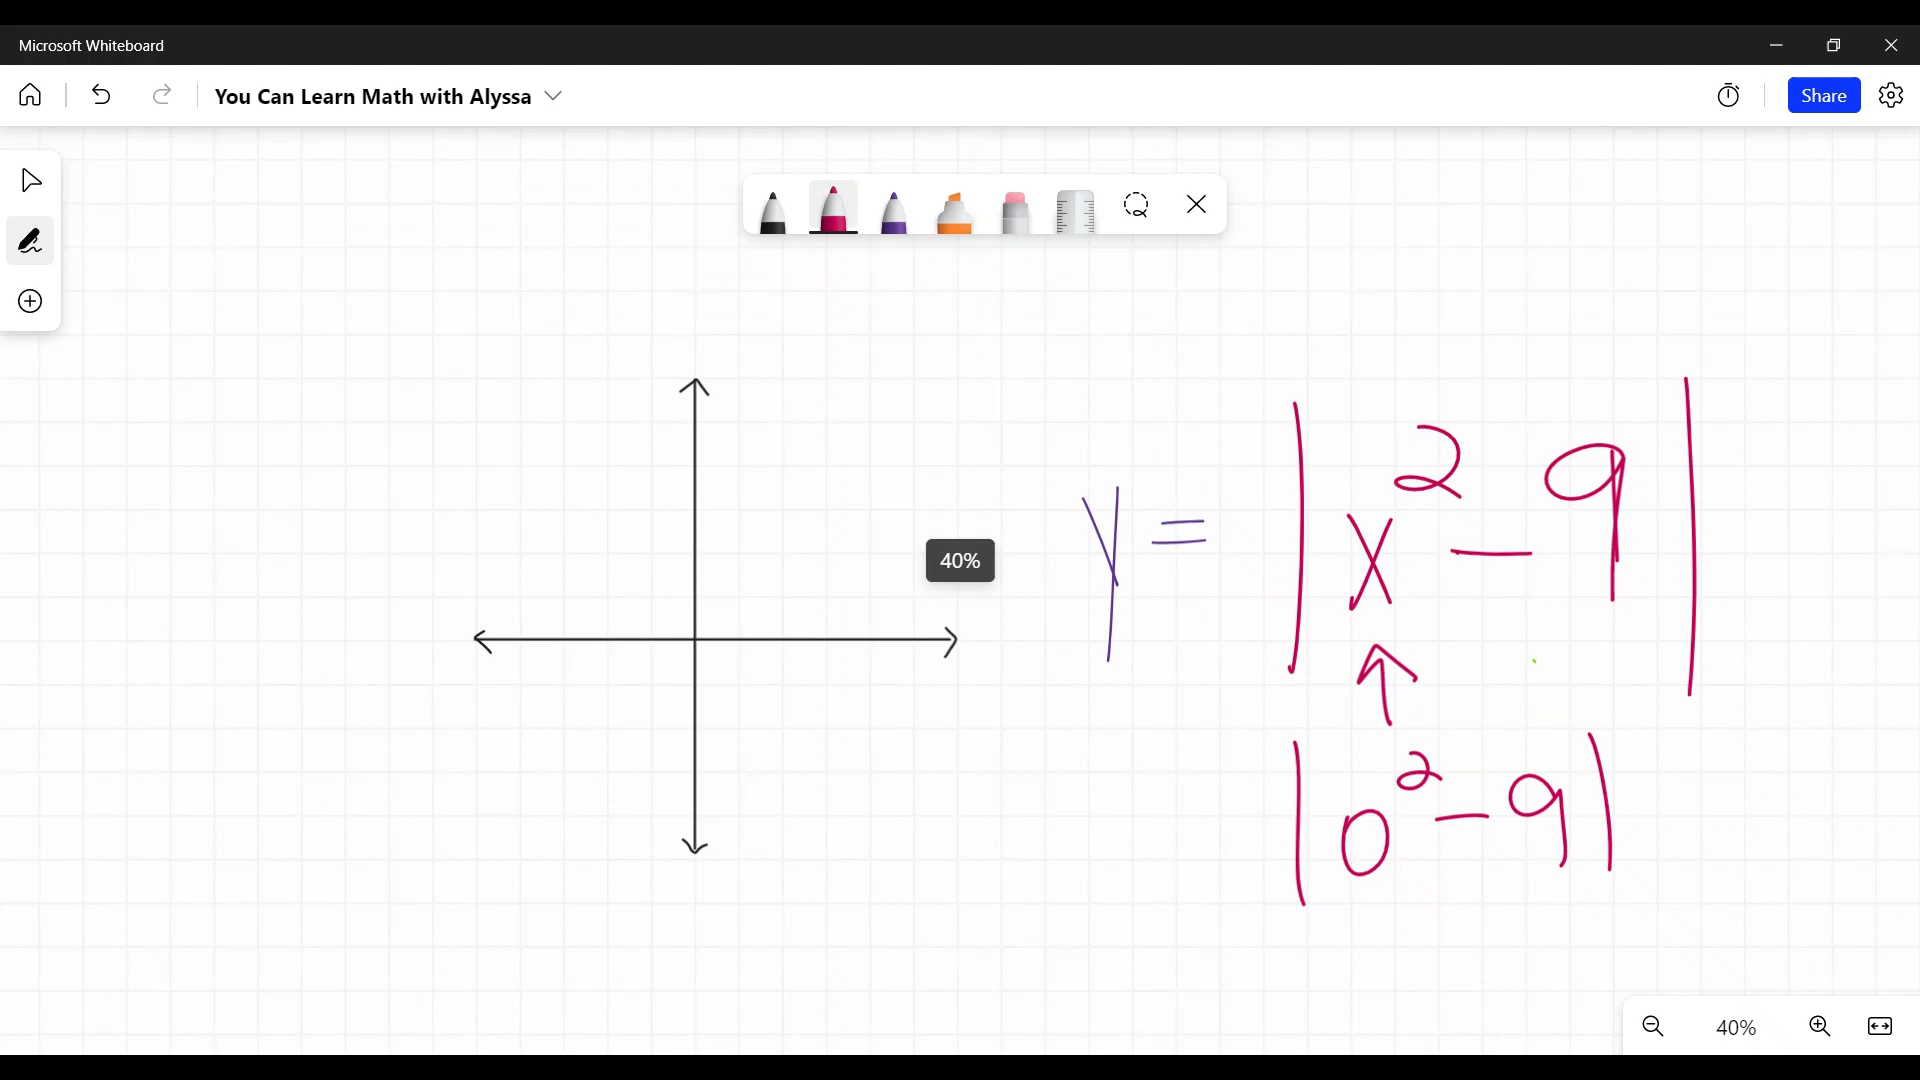 Microsoft Whiteboard
You Can Learn Math with Alyssa
Share
y = |x² - 9|
40%
|0² - 9|
40%